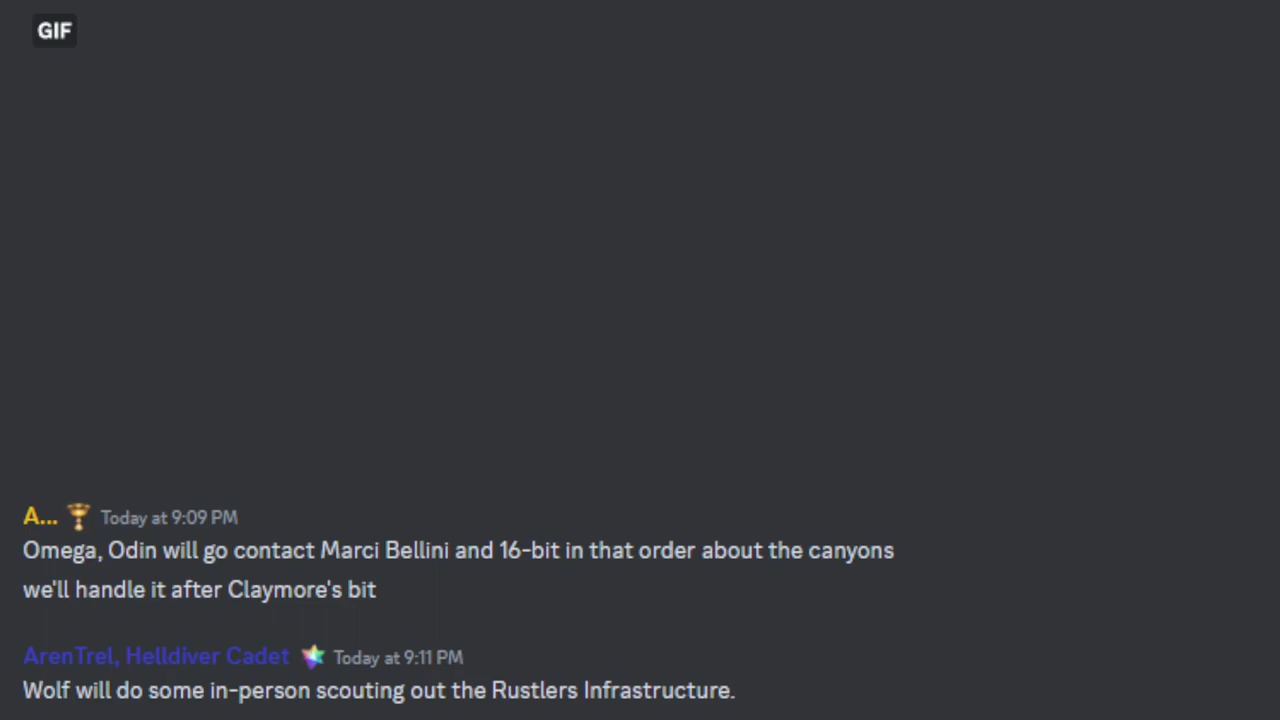 GIF
A... Today at 9:09 PM
Omega, Odin will go contact Marci Bellini and 16-bit in that order about the canyons
we'll handle it after Claymore's bit
ArenTrel, Helldiver Cadet Today at 9:11 PM
Wolf will do some in-person scouting out the Rustlers Infrastructure.